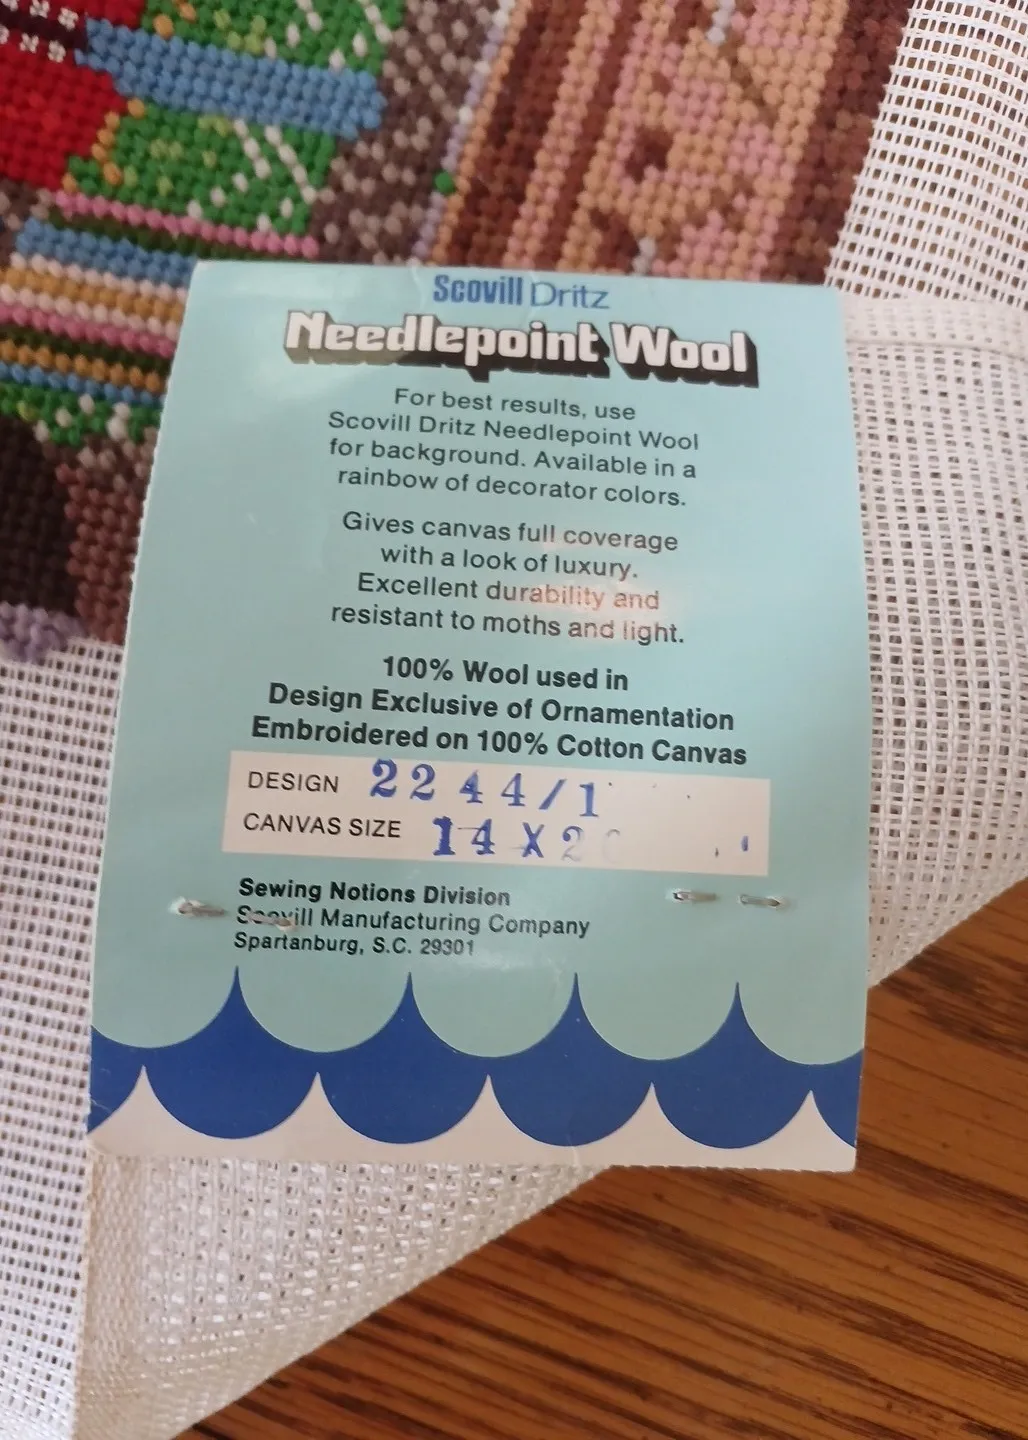 Scovill Dritz
Needlepoint Wool
For best results, use
Scovill Dritz Needlepoint Wool
for background. Available in a
rainbow of decorator colors.
Gives canvas full coverage
with a look of luxury.
Excellent durability and
resistant to moths and light.
100% Wool used in
Design Exclusive of Ornamentation
Embroidered on 100% Cotton Canvas
DESIGN 2244/1
CANVAS SIZE 14 X
Sewing Notions Division
Scovill Manufacturing Company
Spartanburg, S.C. 29301